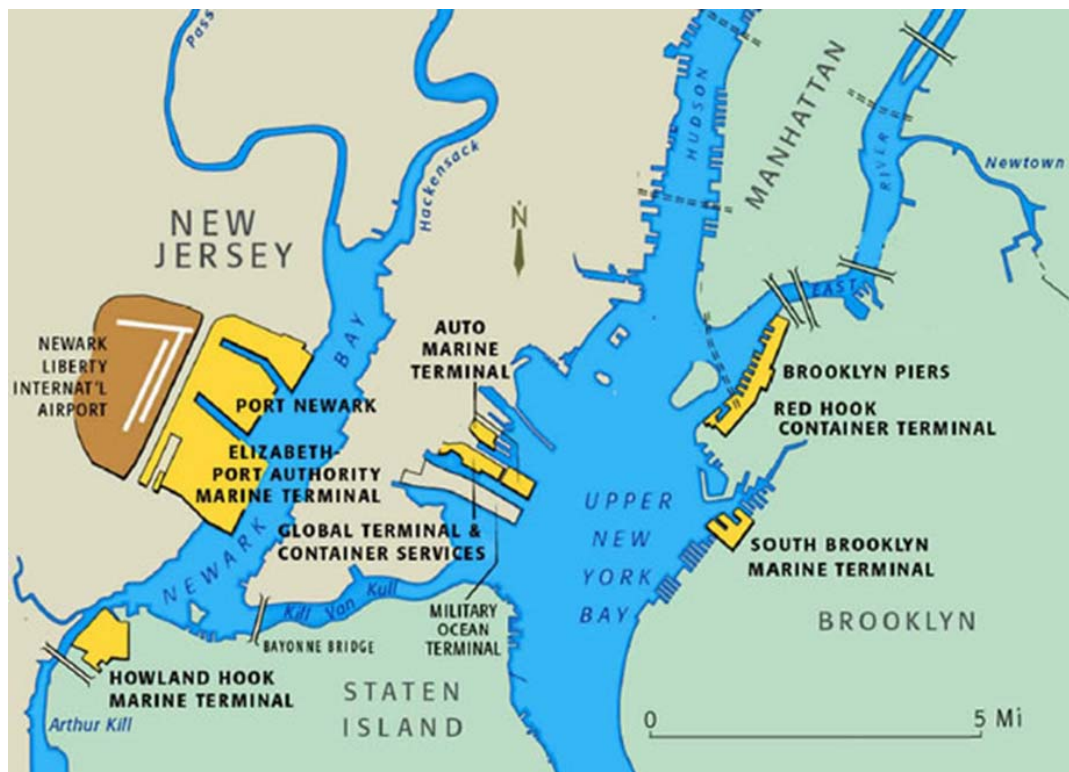 Pass
Hackensack
HUDSON
MANHATTAN
RIVER
Newtown
NEW
JERSEY
N
EAST
NEWARK
LIBERTY
INTERNAT'L
AIRPORT
BAY
AUTO
MARINE
TERMINAL
PORT NEWARK
BROOKLYN PIERS
RED HOOK
CONTAINER TERMINAL
ELIZABETH-
PORT AUTHORITY
MARINE TERMINAL
GLOBAL TERMINAL &
CONTAINER SERVICES
UPPER
NEW
YORK
BAY
SOUTH BROOKLYN
MARINE TERMINAL
NEWARK
Kill Van Kull
MILITARY
OCEAN
TERMINAL
BAYONNE BRIDGE
BROOKLYN
HOWLAND HOOK
MARINE TERMINAL
STATEN
ISLAND
Arthur Kill
0 5 Mi